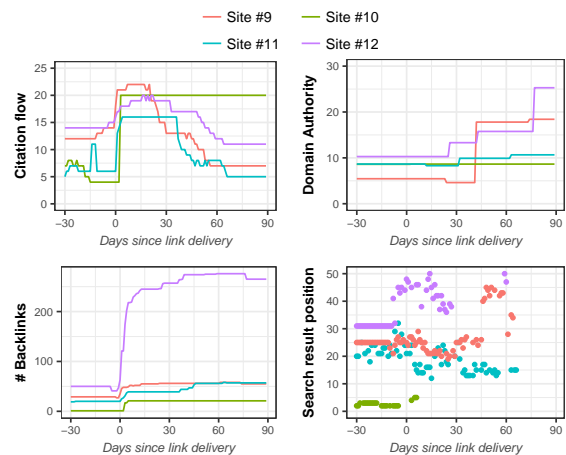 Site #9 Site #10
Site #11 Site #12
Citation flow
25
20
15
10
5
0
−30 0 30 60 90
Days since link delivery
Domain Authority
30
20
10
0
−30 0 30 60 90
Days since link delivery
# Backlinks
200
100
0
−30 0 30 60 90
Days since link delivery
Search result position
50
40
30
20
10
0
−30 0 30 60 90
Days since link delivery